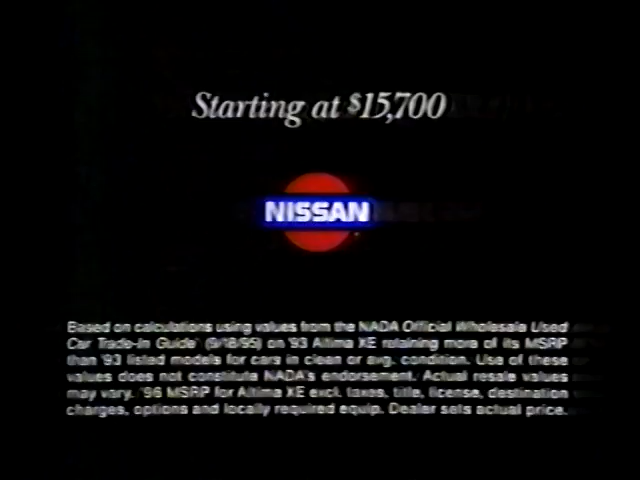 Starting at $15,700
NISSAN
Based on calculations using values from the NADA Official Wholesale Used
Car Trade-In Guide (9/18/95) on '93 Altima XE retaining more of its MSRP
than '93 listed models for cars in clean or avg. condition. Use of these
values does not constitute NADA's endorsement. Actual resale values
may vary. '96 MSRP for Altima XE excl. taxes, title, license, destination
charges, options and locally required equip. Dealer sets actual price.